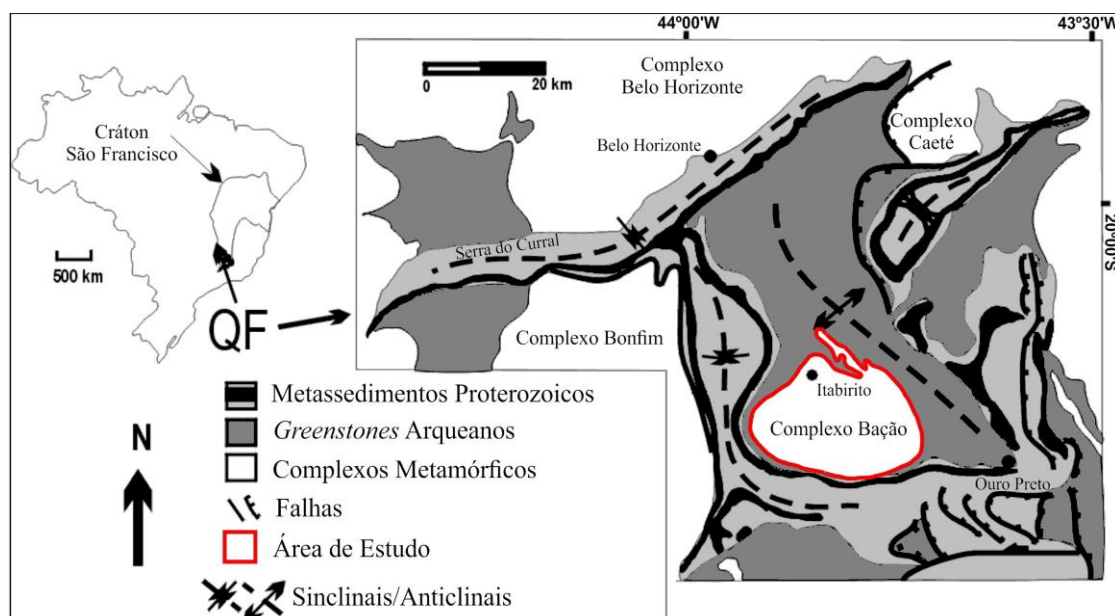 44°00'W
43°30'W
20°00'S
Cráton
São Francisco
500 km
QF
0 20 km
Complexo
Belo Horizonte
Belo Horizonte
Complexo
Caeté
Serra do Curral
Complexo Bonfim
Itabirito
Complexo Bação
Ouro Preto
N
Metassedimentos Proterozoicos
Greenstones Arqueanos
Complexos Metamórficos
Falhas
Área de Estudo
Sinclinais/Anticlinais